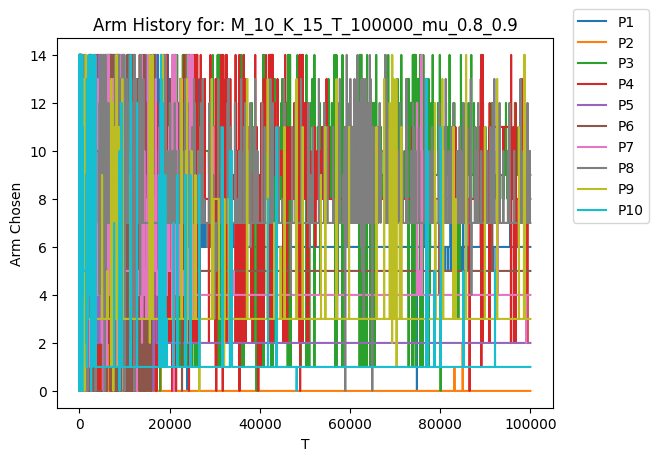 Arm History for: M_10_K_15_T_100000_mu_0.8_0.9
Arm Chosen
14
12
10
8
6
4
2
0
0 20000 40000 60000 80000 100000
T
P1
P2
P3
P4
P5
P6
P7
P8
P9
P10